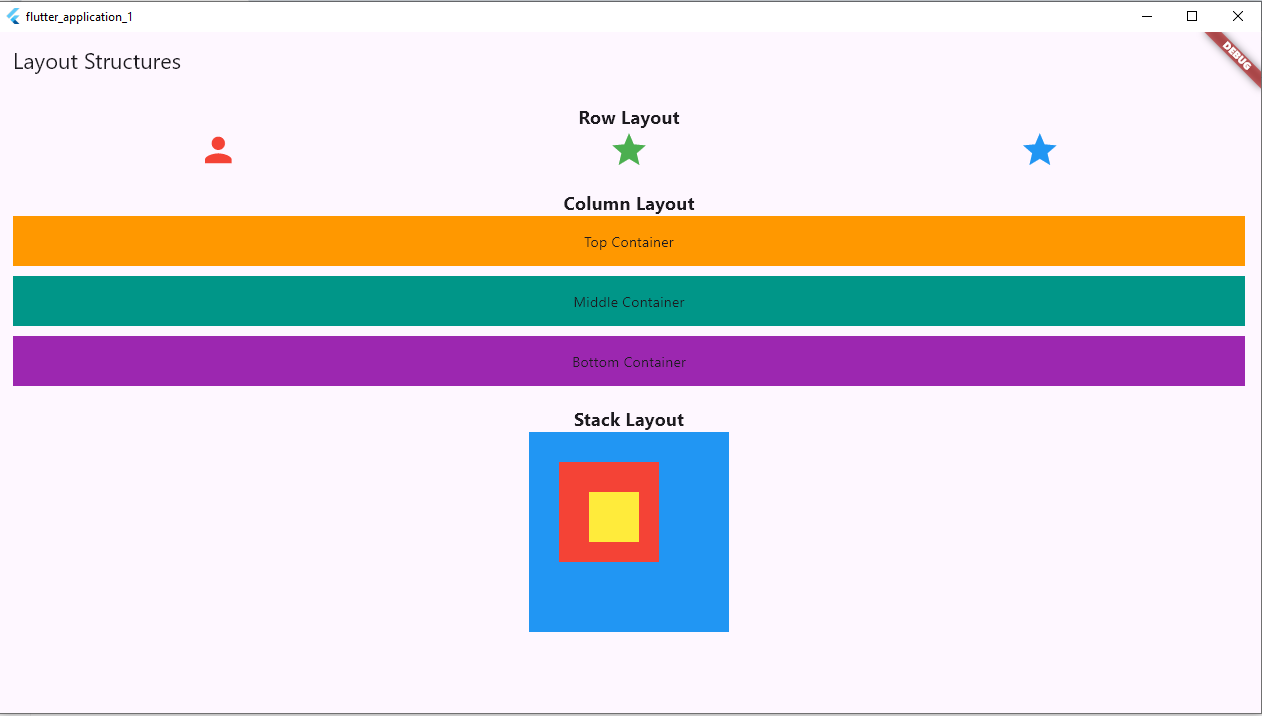 flutter_application_1
DEBUG
Layout Structures
Row Layout
Column Layout
Top Container
Middle Container
Bottom Container
Stack Layout